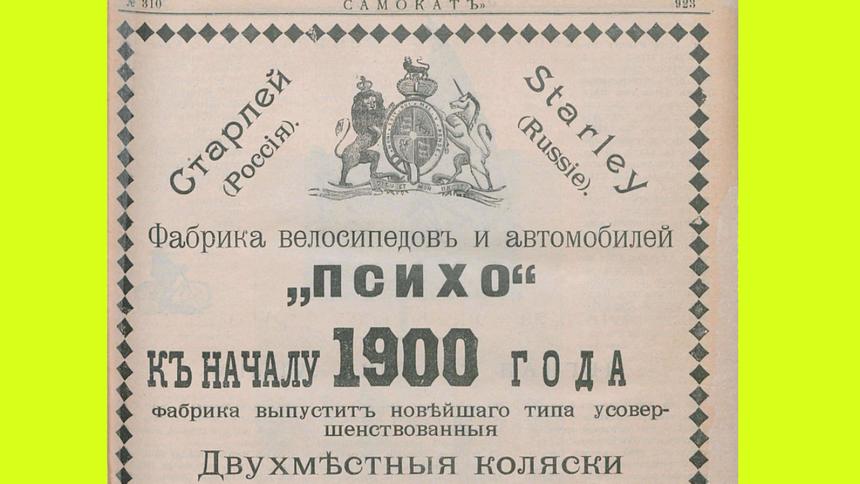 № 310
САМОКАТЪ»
923
Старлей
(Россія).
Starley
(Russie).
Фабрика велосипедовъ и автомобилей
„ПСИХО“
КЪ НАЧАЛУ 1900 ГОДА
фабрика выпуститъ новѣйшаго типа усовер-
шенствованныя
Двухмѣстныя коляски